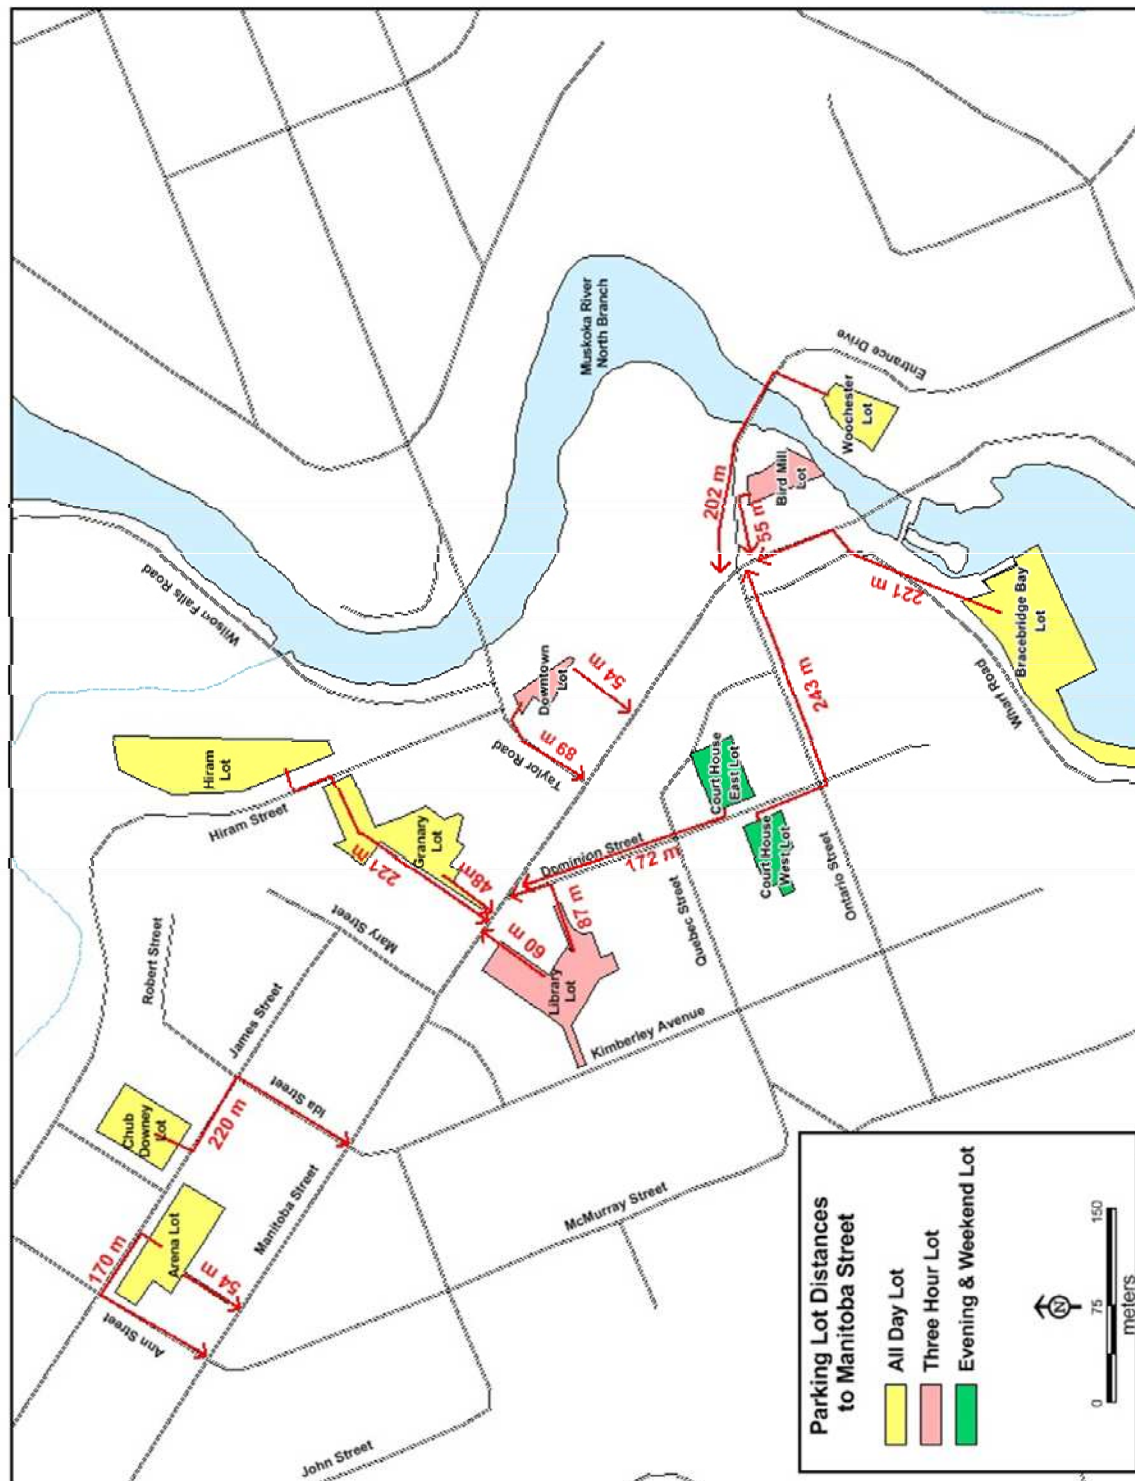 Muskoka River
North Branch
Entrance Drive
Woochester
Lot
Bird Mill
Lot
202 m
55 m
221 m
Bracebridge Bay
Lot
Wharf Road
243 m
Wilson Falls Road
Downtown
Lot
54 m
89 m
Taylor Road
Hiram
Lot
Hiram Street
Granary
Lot
221 m
48m
Court House
East Lot
Court House
West Lot
Dominion Street
172 m
Ontario Street
Quebec Street
87 m
60 m
Library
Lot
Kimberley Avenue
Mary Street
Robert Street
James Street
Ida Street
Chub
Downey
Lot
220 m
Manitoba Street
Arena Lot
170 m
54 m
Ann Street
McMurray Street
John Street
Parking Lot Distances
to Manitoba Street
All Day Lot
Three Hour Lot
Evening & Weekend Lot
N
0 75 150
meters